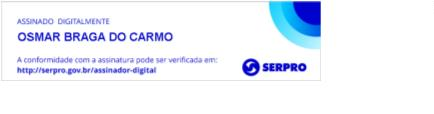 ASSINADO DIGITALMENTE
OSMAR BRAGA DO CARMO
A conformidade com a assinatura pode ser verificada em:
http://serpro.gov.br/assinador-digital
SERPRO